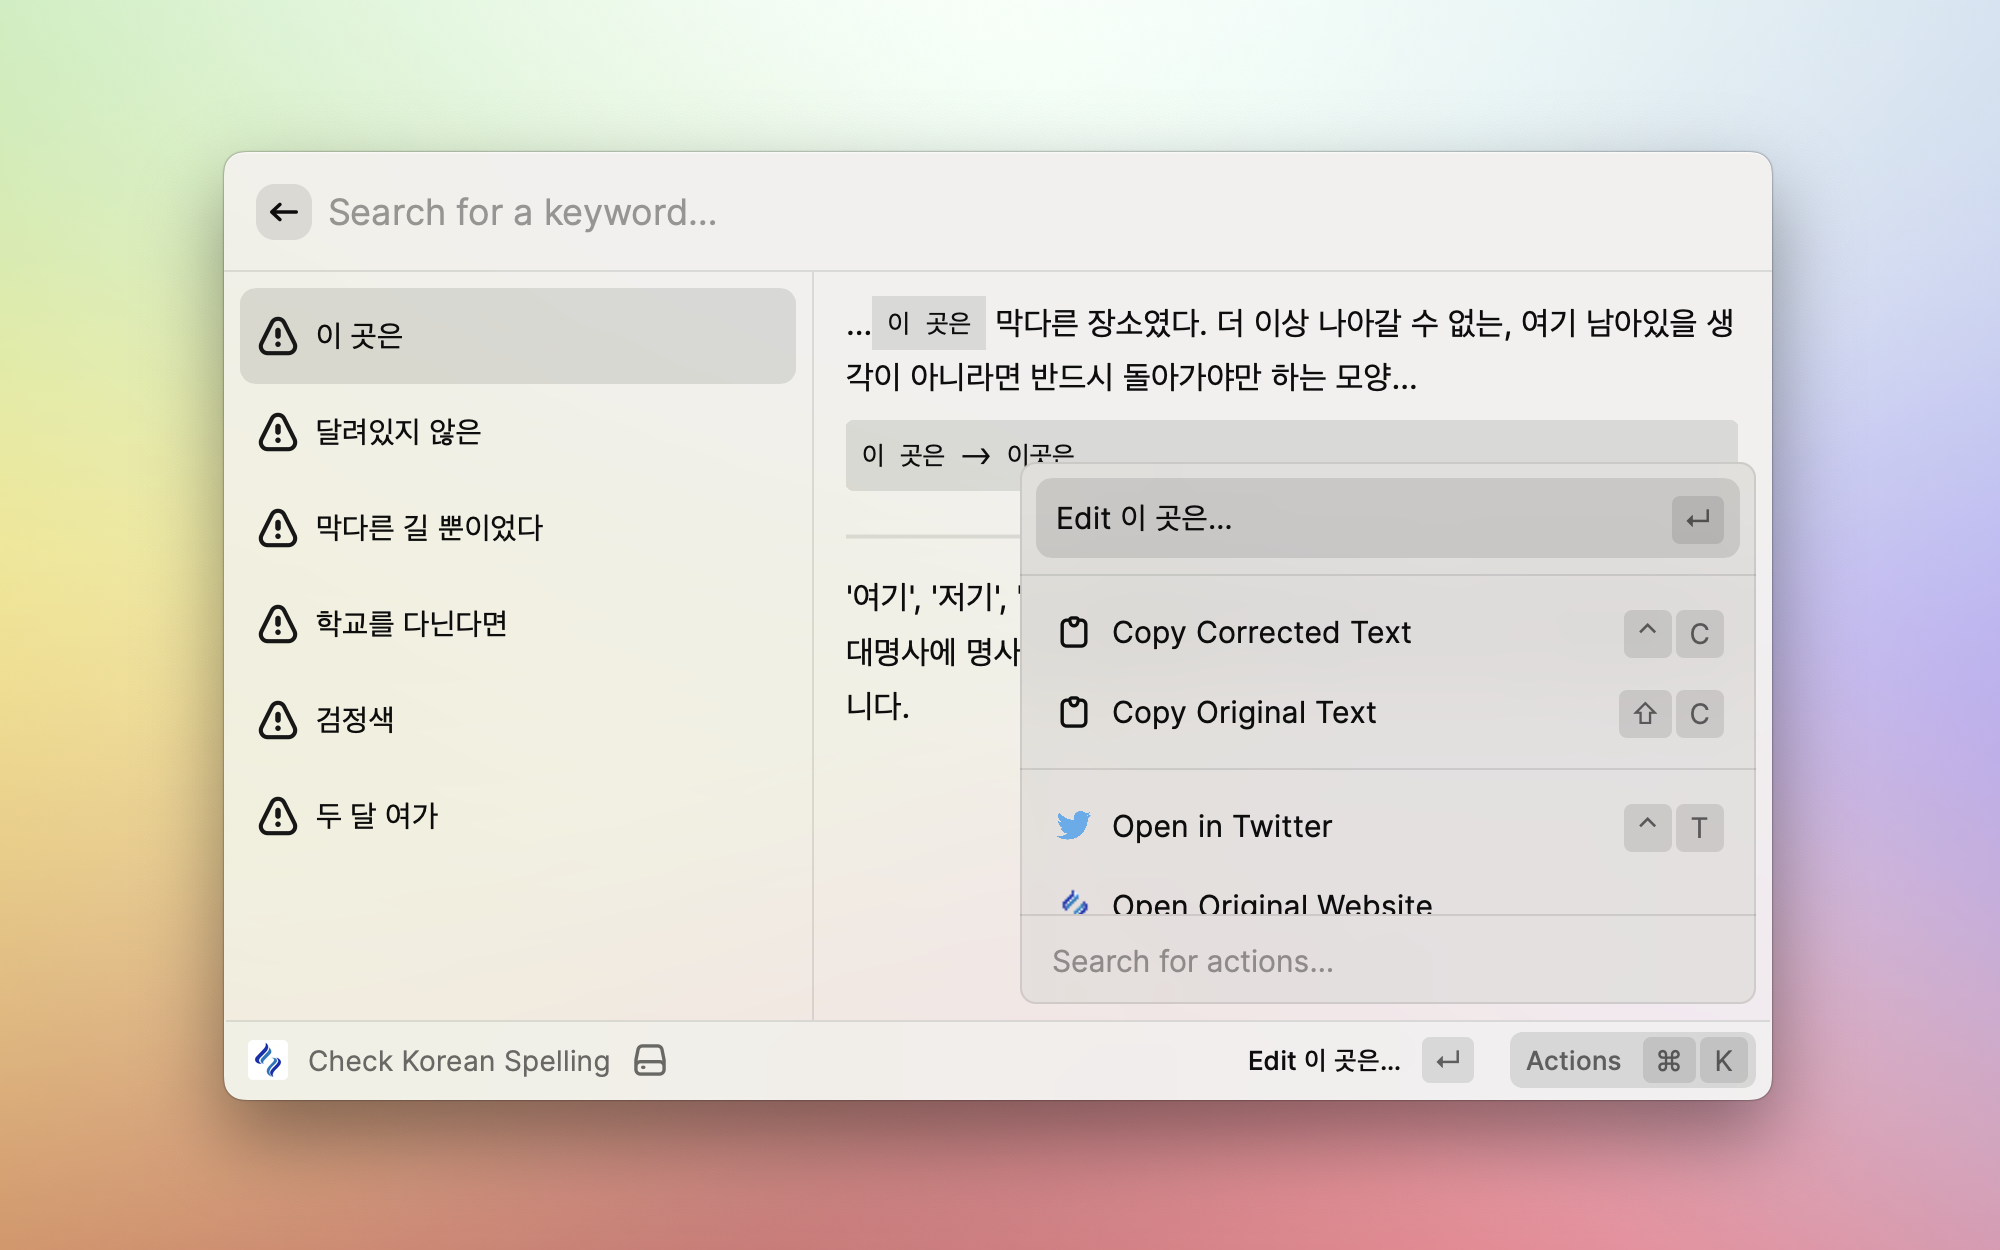 Search for a keyword...
이 곳은
달려있지 않은
막다른 길 뿐이었다
학교를 다닌다면
검정색
두 달 여가
...이 곳은 막다른 장소였다. 더 이상 나아갈 수 없는, 여기 남아있을 생
각이 아니라면 반드시 돌아가야만 하는 모양...
이 곳은 → 이곳은
'여기', '저기', '
대명사에 명사
니다.
Edit 이 곳은... ↵
Copy Corrected Text ^ C
Copy Original Text ⇧ C
Open in Twitter ^ T
Open Original Website
Search for actions...
Check Korean Spelling
Edit 이 곳은... ↵ Actions ⌘ K